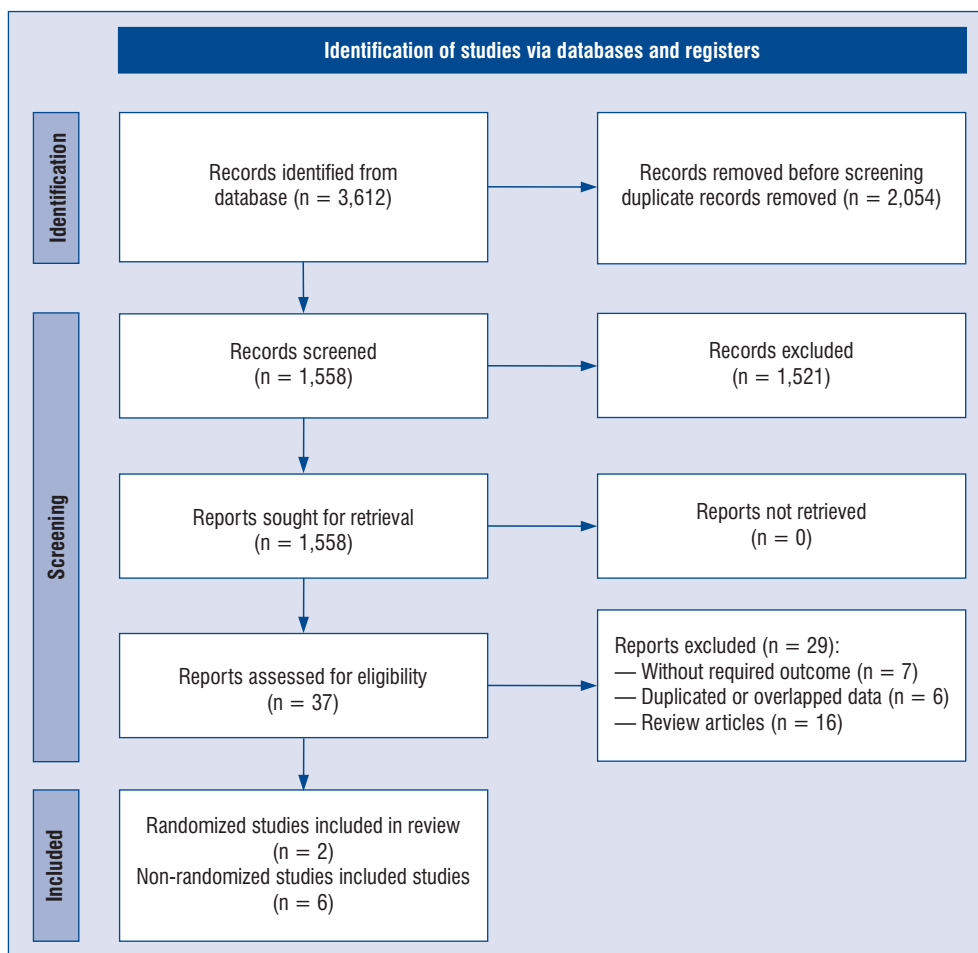 Identification of studies via databases and registers
Identification
Records identified from
database (n = 3,612)
Records removed before screening
duplicate records removed (n = 2,054)
Screening
Records screened
(n = 1,558)
Records excluded
(n = 1,521)
Reports sought for retrieval
(n = 1,558)
Reports not retrieved
(n = 0)
Reports assessed for eligibility
(n = 37)
Reports excluded (n = 29):
— Without required outcome (n = 7)
— Duplicated or overlapped data (n = 6)
— Review articles (n = 16)
Included
Randomized studies included in review
(n = 2)
Non-randomized studies included studies
(n = 6)